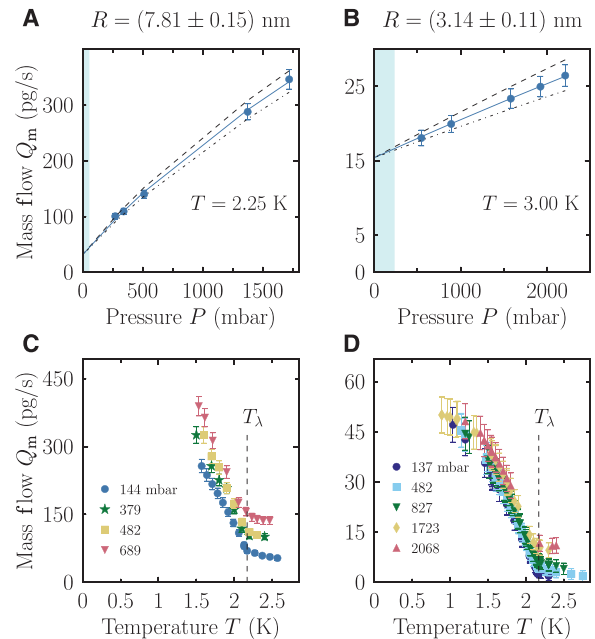 A R = (7.81 ± 0.15) nm
B R = (3.14 ± 0.11) nm
Mass flow Qm (pg/s)
300
200
100
0
T = 2.25 K
0 500 1000 1500
Pressure P (mbar)
25
15
5
0
T = 3.00 K
0 1000 2000
Pressure P (mbar)
C
Mass flow Qm (pg/s)
450
300
150
0
Tλ
144 mbar
379
482
689
0 0.5 1 1.5 2 2.5
Temperature T (K)
D
60
45
30
15
0
Tλ
137 mbar
482
827
1723
2068
0 0.5 1 1.5 2 2.5
Temperature T (K)